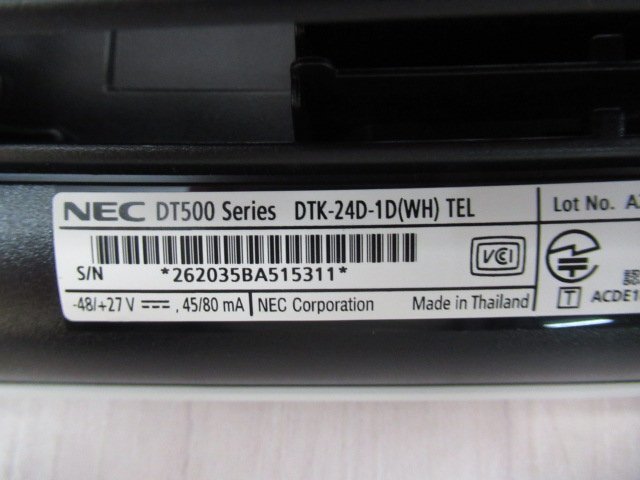 NEC DT500 Series DTK-24D-1D(WH) TEL
Lot No.
S/N *262035BA515311*
VCI
-48/+27 V ⎓, 45/80 mA NEC Corporation Made in Thailand
T ACDE1